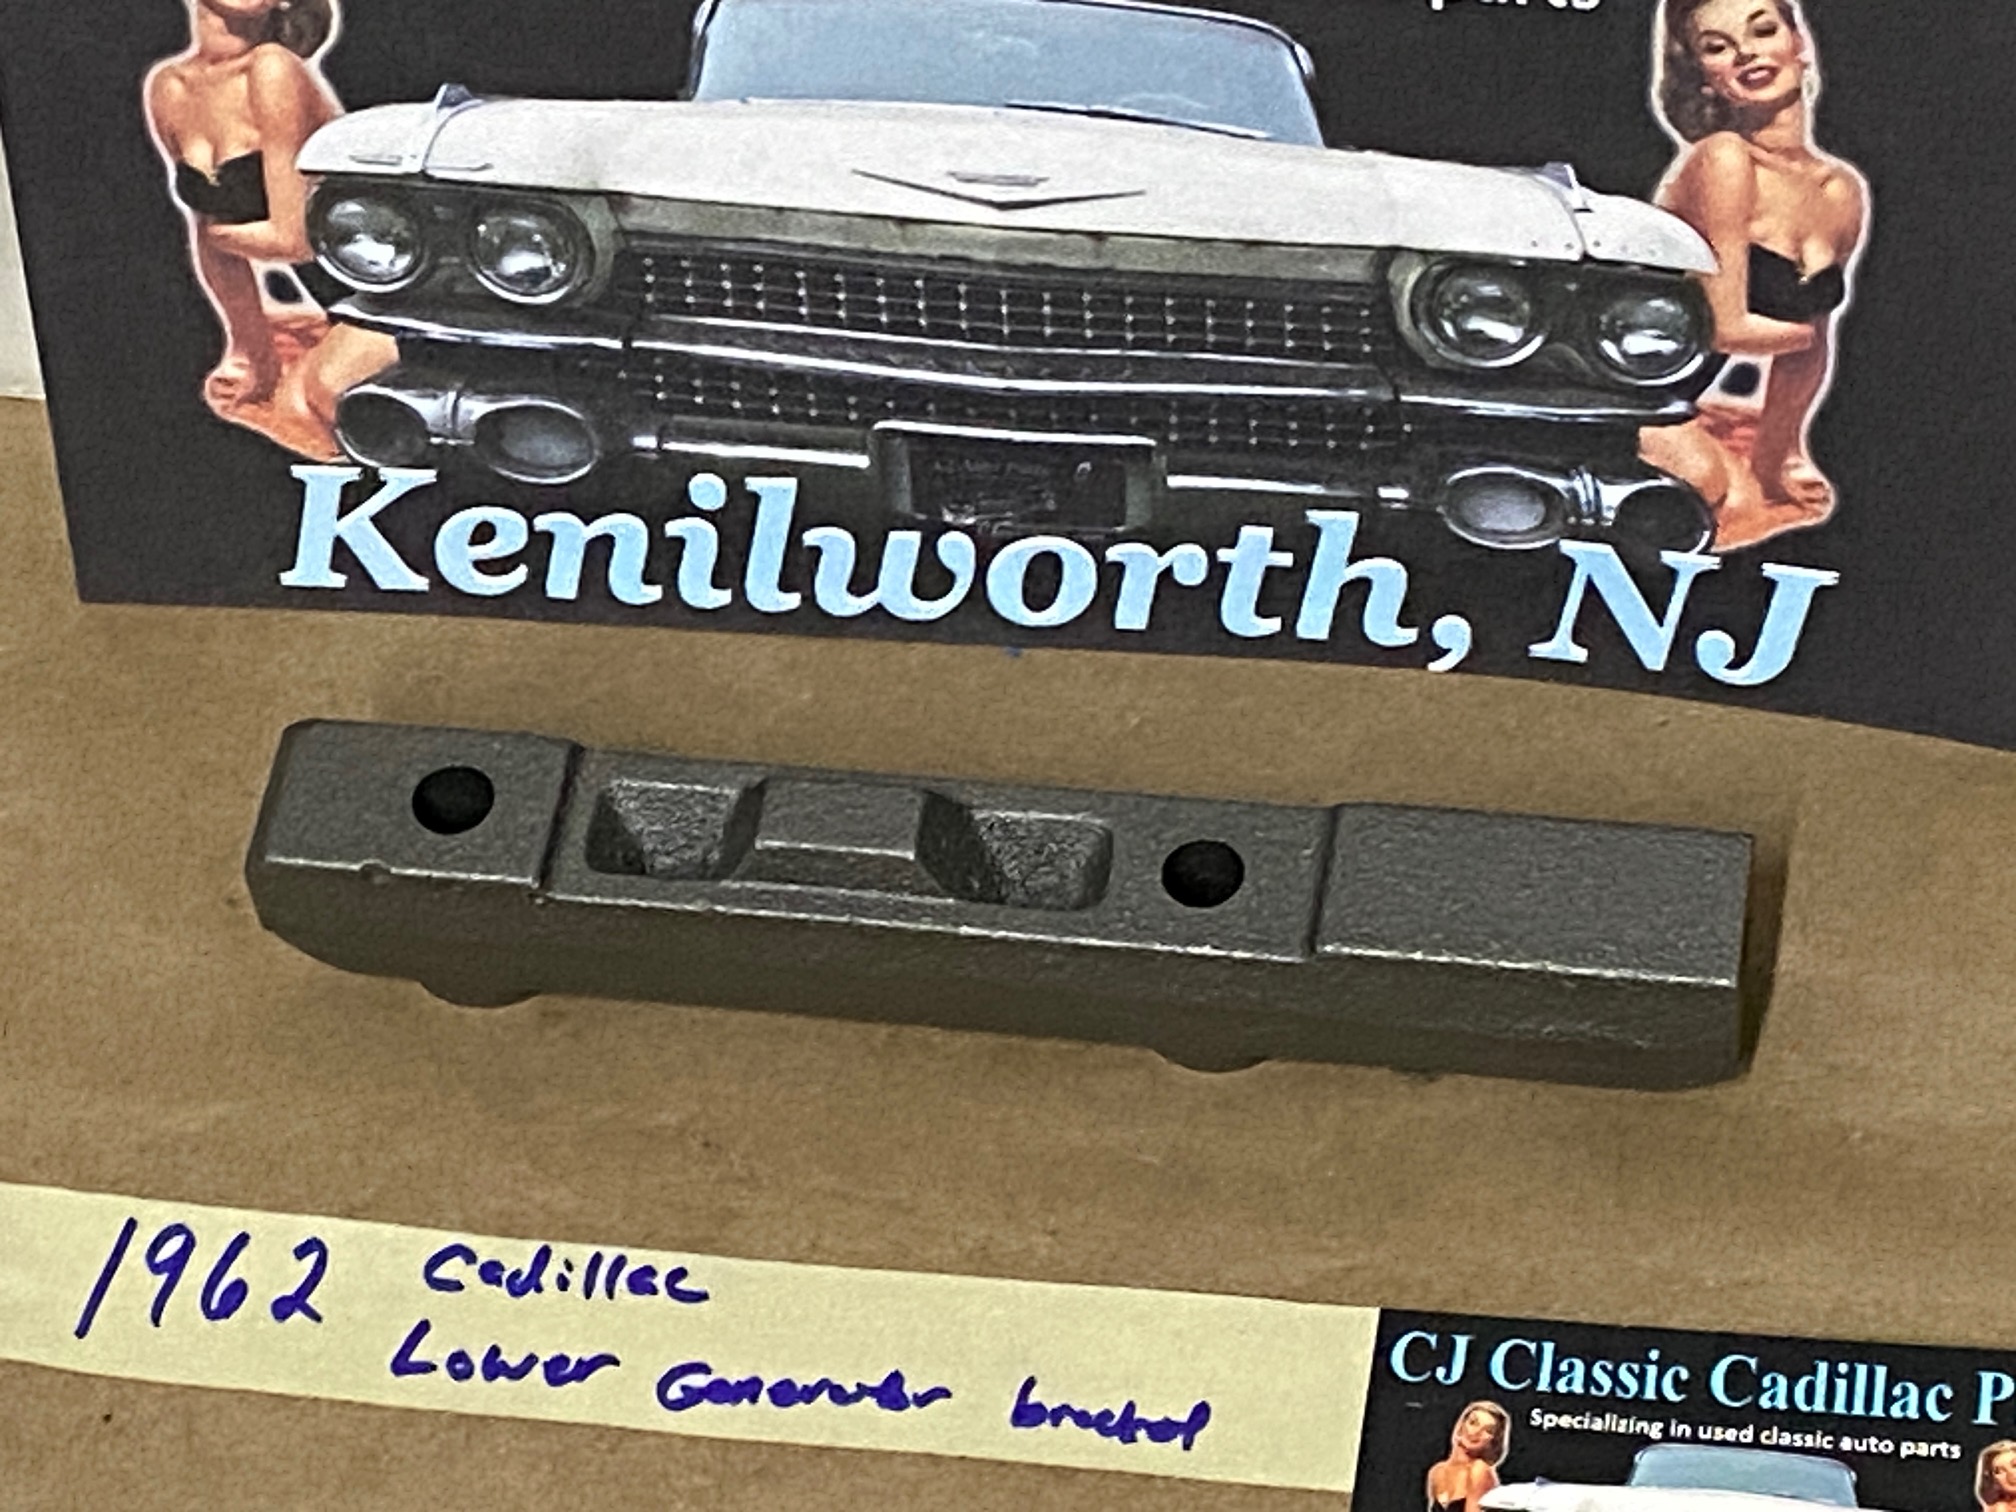 Kenilworth, NJ
1962 Cadillac
Lower Generator bracket
CJ Classic Cadillac P
Specializing in used classic auto parts